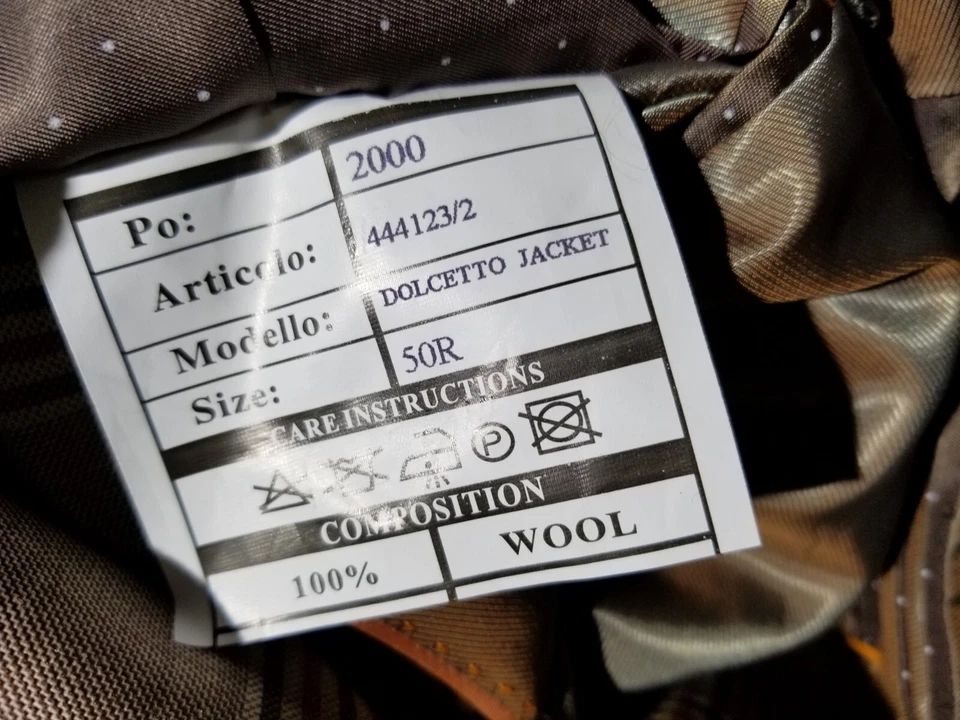 Po: 2000
Articolo: 444123/2
Modello: DOLCETTO JACKET
Size: 50R
CARE INSTRUCTIONS
P
COMPOSITION
100% WOOL